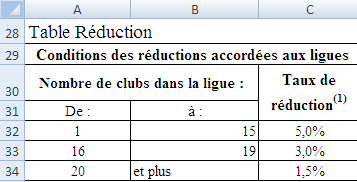 A B C
28 Table Réduction
29 Conditions des réductions accordées aux ligues
30 Nombre de clubs dans la ligue : Taux de réduction(1)
31 De : à :
32 1 15 5,0%
33 16 19 3,0%
34 20 et plus 1,5%